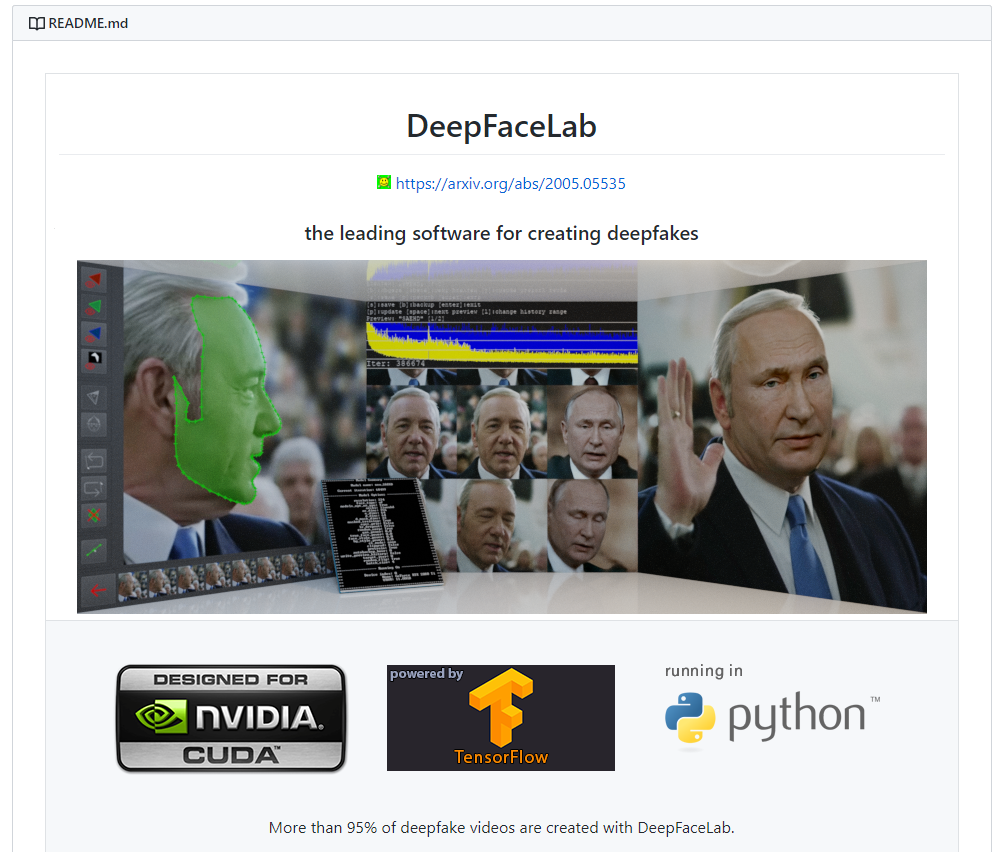 README.md
DeepFaceLab
https://arxiv.org/abs/2005.05535
the leading software for creating deepfakes
[s]:save [b]:backup [enter]:exit
[p]:update [space]:next preview [l]:change history range
Preview: "SAEHD" [1/2]
Iter: 386674
DESIGNED FOR
NVIDIA.
CUDA™
powered by
TensorFlow
running in
python™
More than 95% of deepfake videos are created with DeepFaceLab.